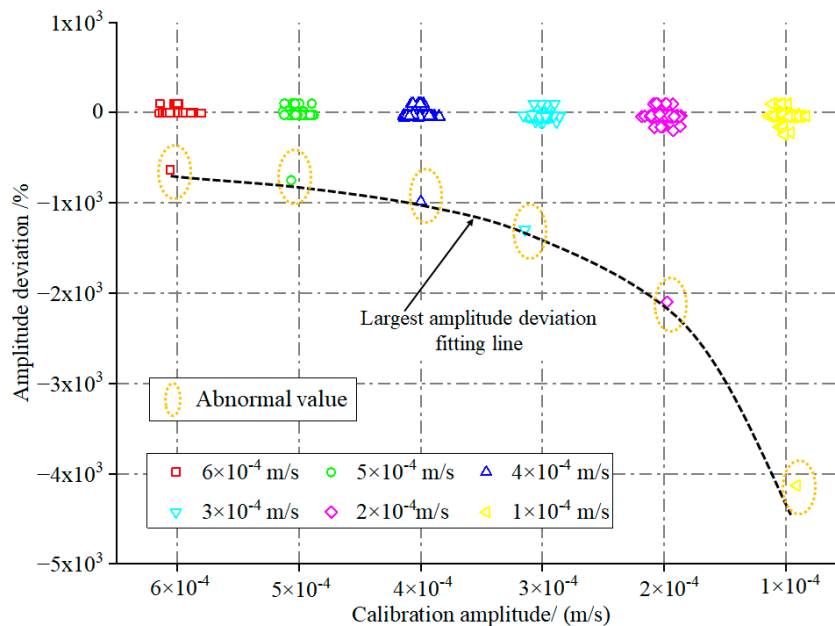 1x10³
0
−1x10³
−2x10³
−3x10³
−4x10³
−5x10³
Amplitude deviation /%
Largest amplitude deviation
fitting line
Abnormal value
6×10⁻⁴ m/s 5×10⁻⁴ m/s 4×10⁻⁴ m/s
3×10⁻⁴ m/s 2×10⁻⁴m/s 1×10⁻⁴ m/s
6×10⁻⁴ 5×10⁻⁴ 4×10⁻⁴ 3×10⁻⁴ 2×10⁻⁴ 1×10⁻⁴
Calibration amplitude/ (m/s)